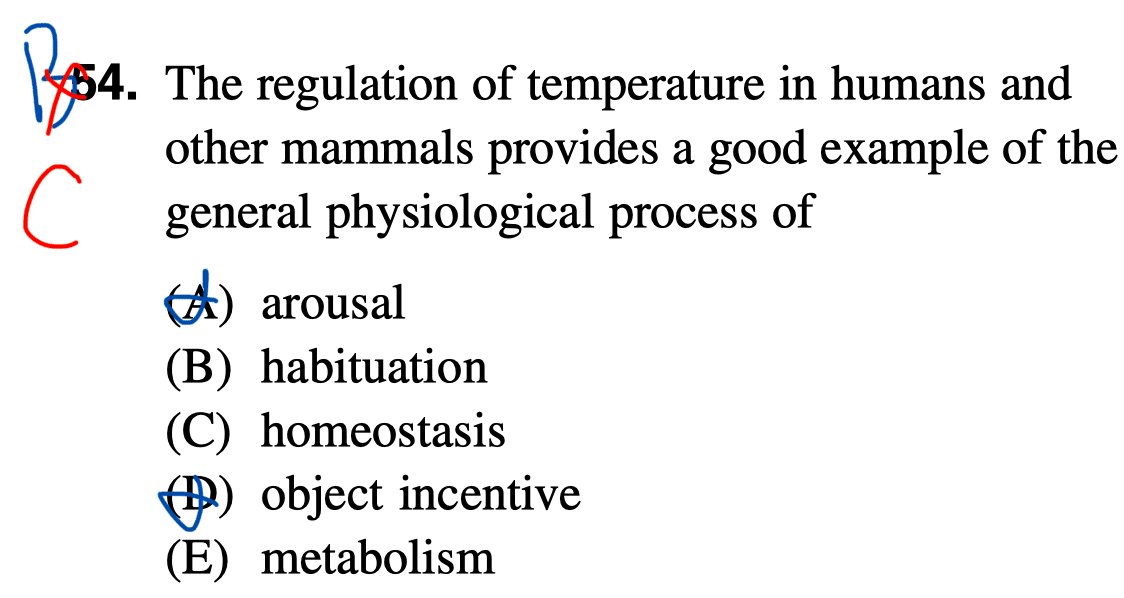 B
54. The regulation of temperature in humans and
other mammals provides a good example of the
C
general physiological process of
(A) arousal
(B) habituation
(C) homeostasis
(D) object incentive
(E) metabolism